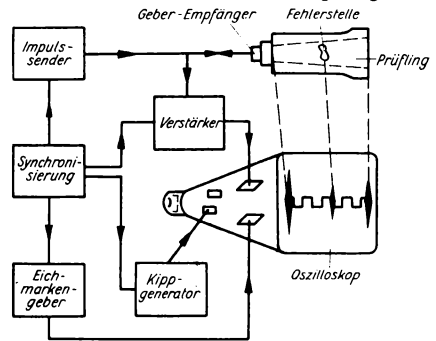 Geber-Empfänger
Fehlerstelle
Impuls-
sender
Prüfling
Verstärker
Synchroni-
sierung
Eich-
marken-
geber
Kipp-
generator
Oszilloskop